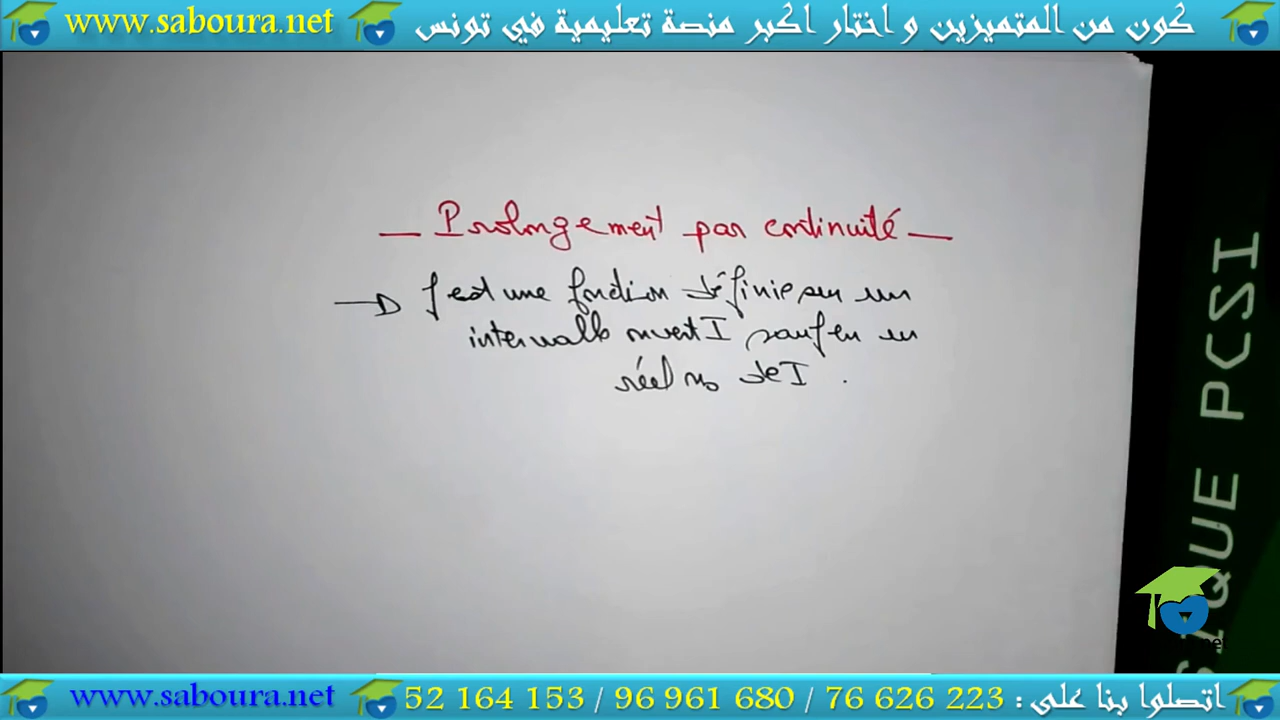 www.saboura.net كون من المتميزين و اختار اكبر منصة تعليمية في تونس
_ Prolongement par continuité _
→ f est une fonction définie sur un
intervalle ouvert I sauf en un
réel x₀ de I .
SIQUE PCSI
www.saboura.net 52 164 153 / 96 961 680 / 76 626 223 : اتصلوا بنا على